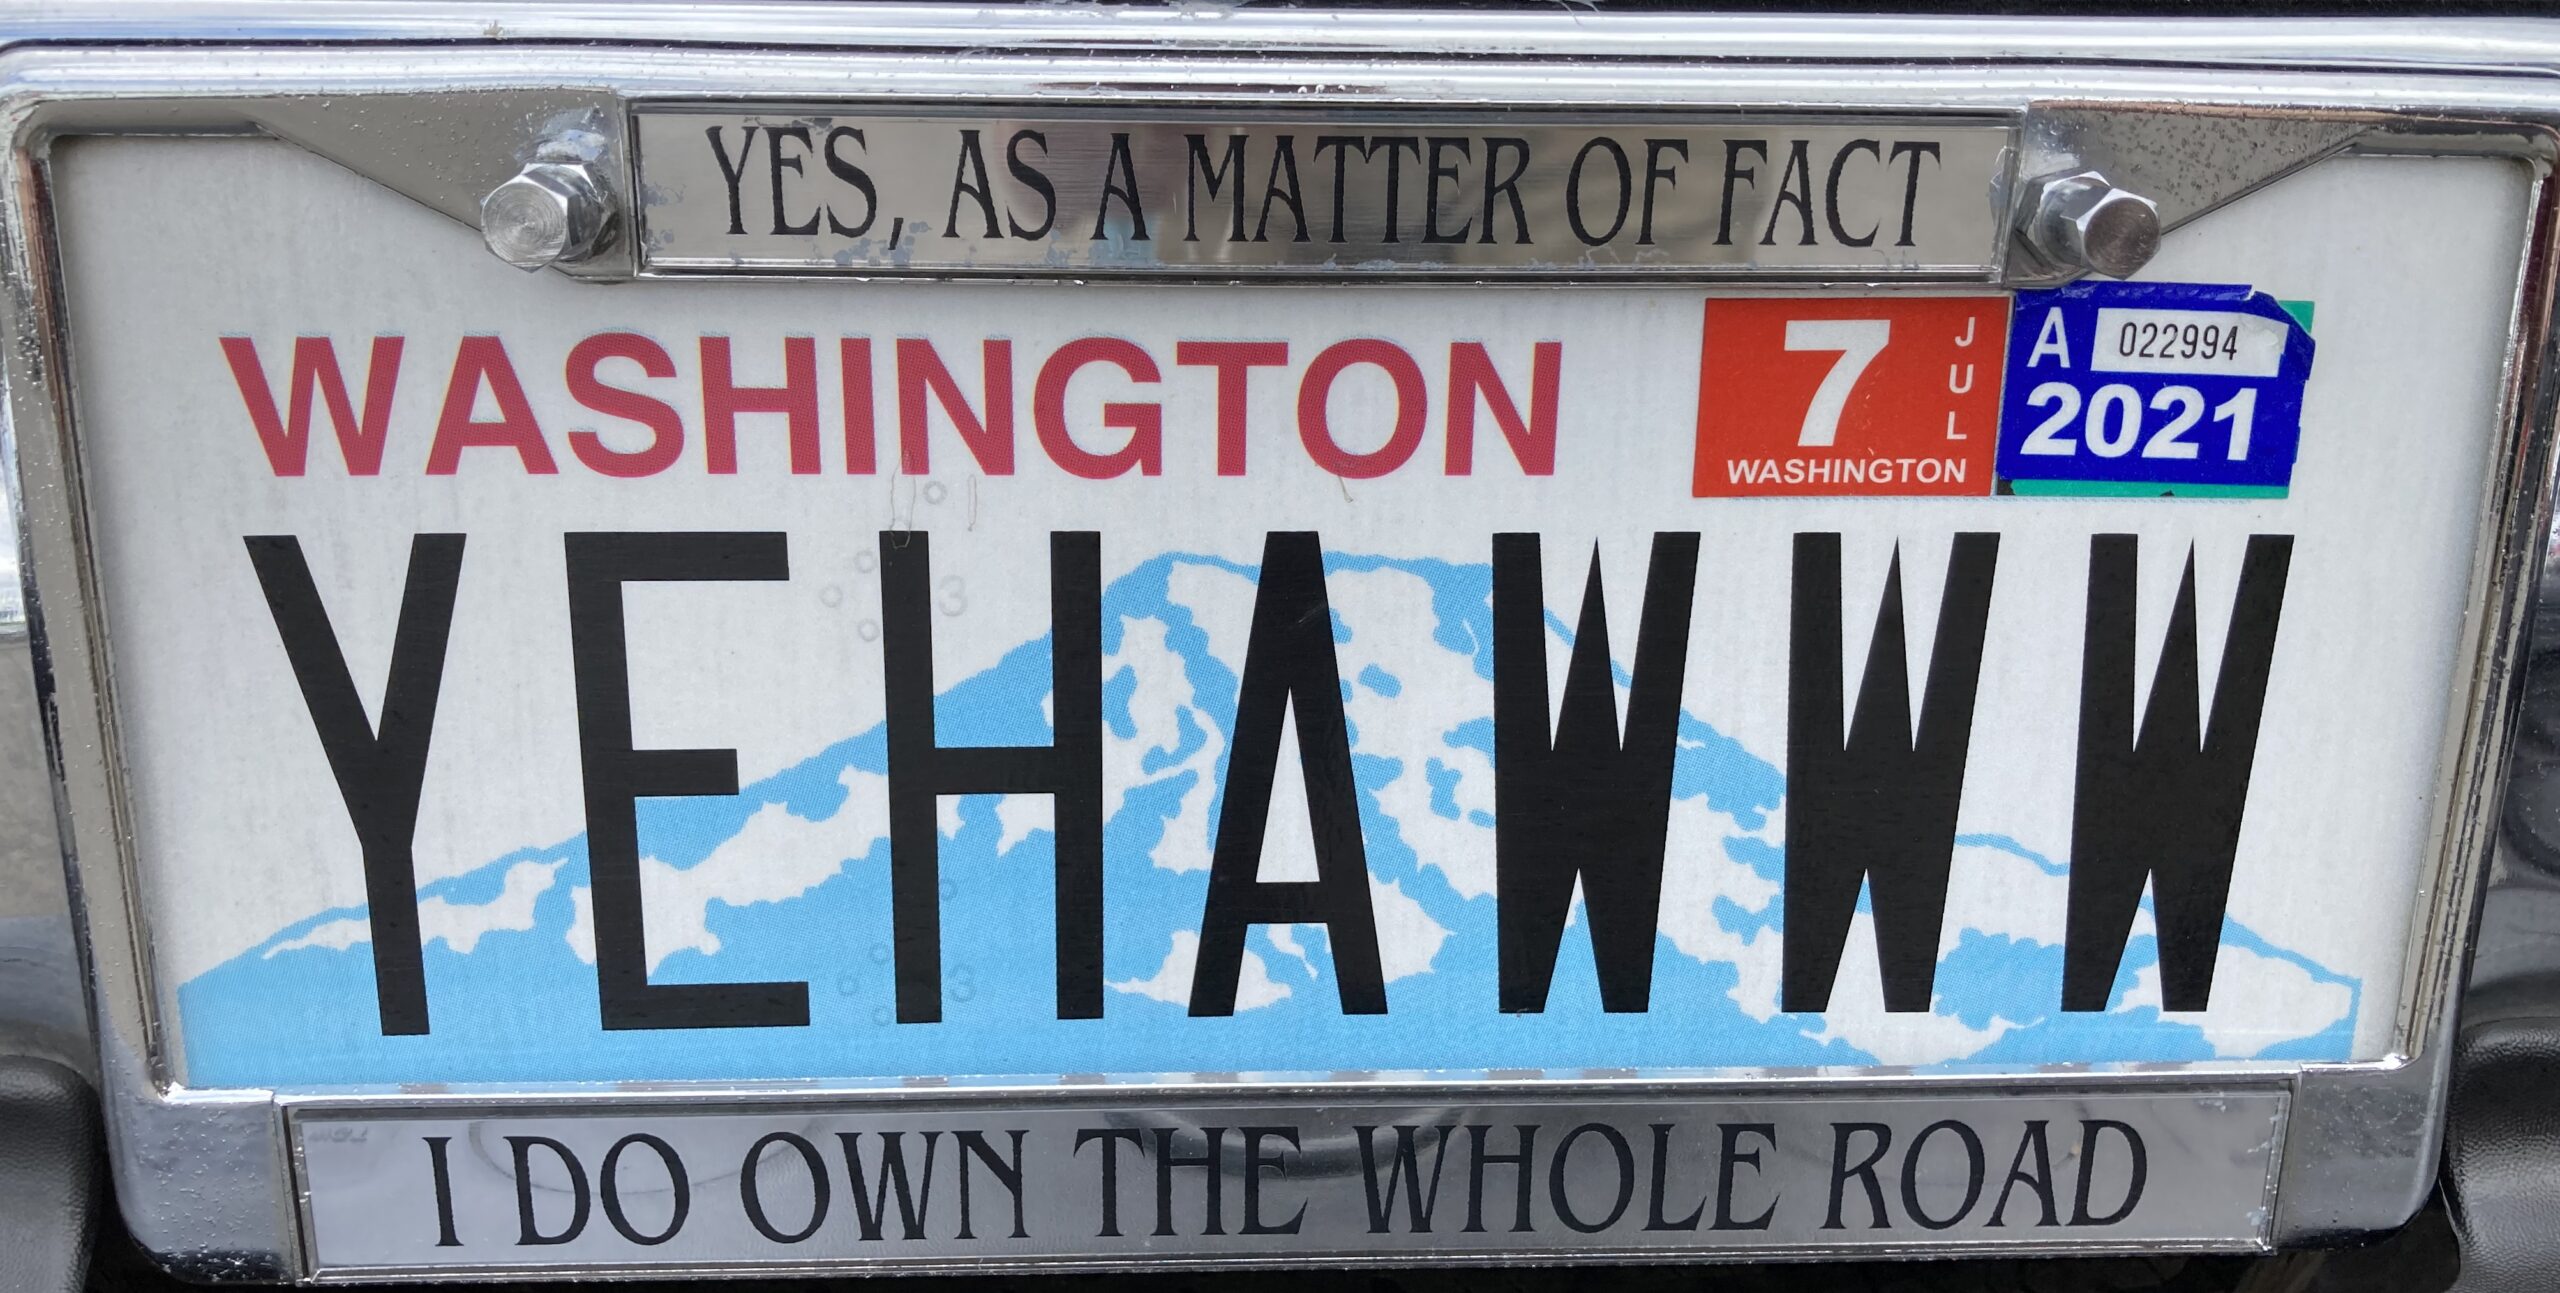 YES, AS A MATTER OF FACT
WASHINGTON
7 JUL WASHINGTON
A 022994
2021
YEHAWWW
I DO OWN THE WHOLE ROAD